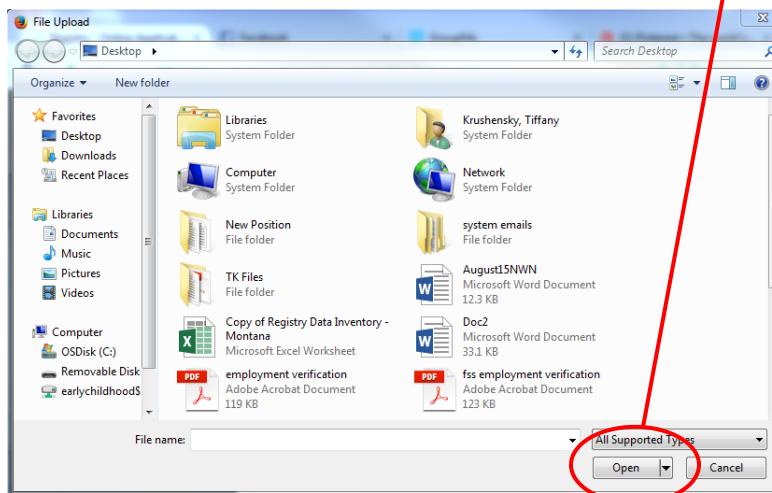 File Upload
Desktop
Search Desktop
Organize
New folder
Favorites
Desktop
Downloads
Recent Places
Libraries
Documents
Music
Pictures
Videos
Computer
OSDisk (C:)
Removable Disk
earlychildhood$
Libraries
System Folder
Krushensky, Tiffany
System Folder
Computer
System Folder
Network
System Folder
New Position
File folder
system emails
File folder
TK Files
File folder
August15NWN
Microsoft Word Document
12.3 KB
Copy of Registry Data Inventory -
Montana
Microsoft Excel Worksheet
Doc2
Microsoft Word Document
33.1 KB
PDF
employment verification
Adobe Acrobat Document
119 KB
PDF
fss employment verification
Adobe Acrobat Document
123 KB
File name:
All Supported Types
Open
Cancel